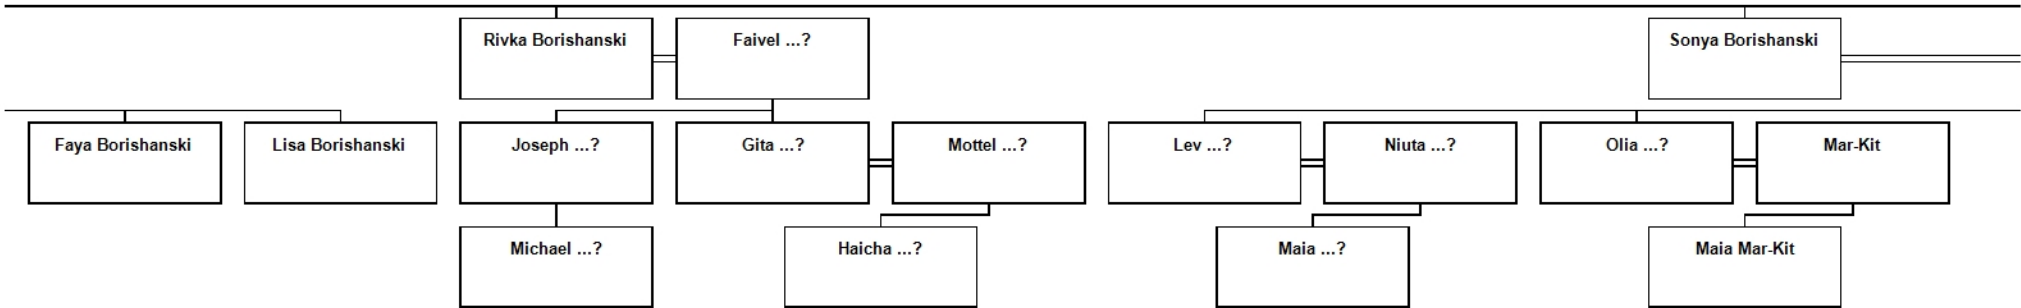 Rivka Borishanski
Faivel ...?
Sonya Borishanski
Faya Borishanski
Lisa Borishanski
Joseph ...?
Gita ...?
Mottel ...?
Lev ...?
Niuta ...?
Olia ...?
Mar-Kit
Michael ...?
Haicha ...?
Maia ...?
Maia Mar-Kit